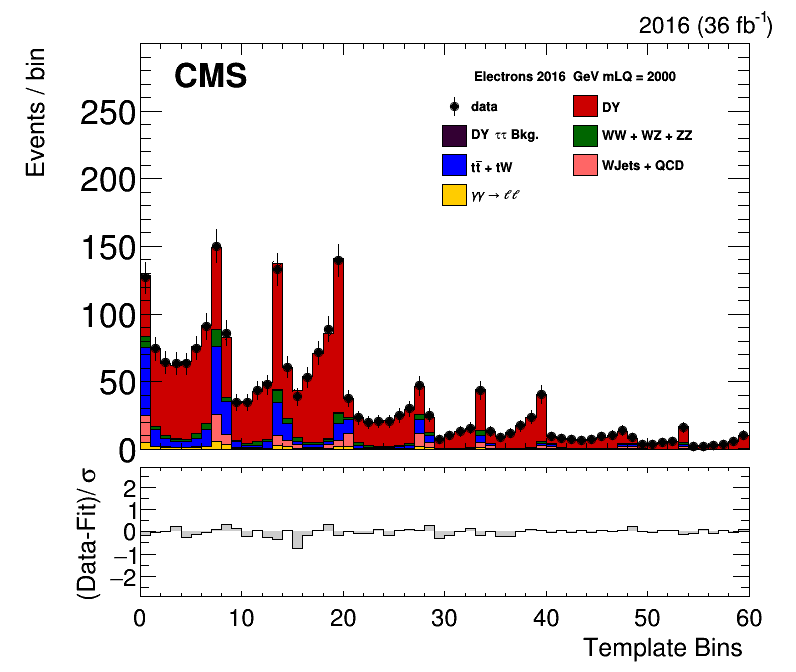 2016 (36 fb⁻¹)
CMS
Events / bin
Electrons 2016 GeV mLQ = 2000
data
DY
DY ττ Bkg.
WW + WZ + ZZ
tt̄ + tW
WJets + QCD
γγ → ℓℓ
250
200
150
100
50
0
(Data-Fit)/ σ
2
1
0
−1
−2
0 10 20 30 40 50 60
Template Bins